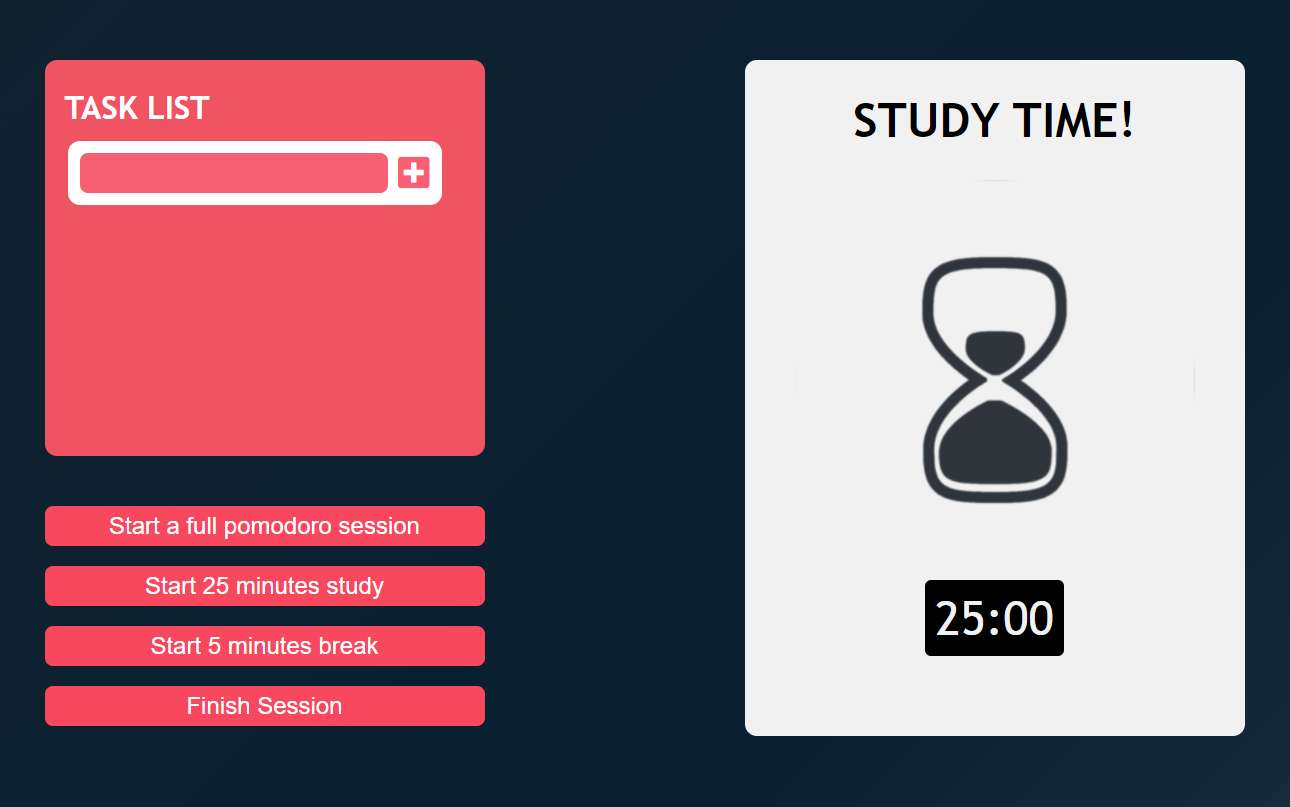 TASK LIST
Start a full pomodoro session
Start 25 minutes study
Start 5 minutes break
Finish Session
STUDY TIME!
25:00